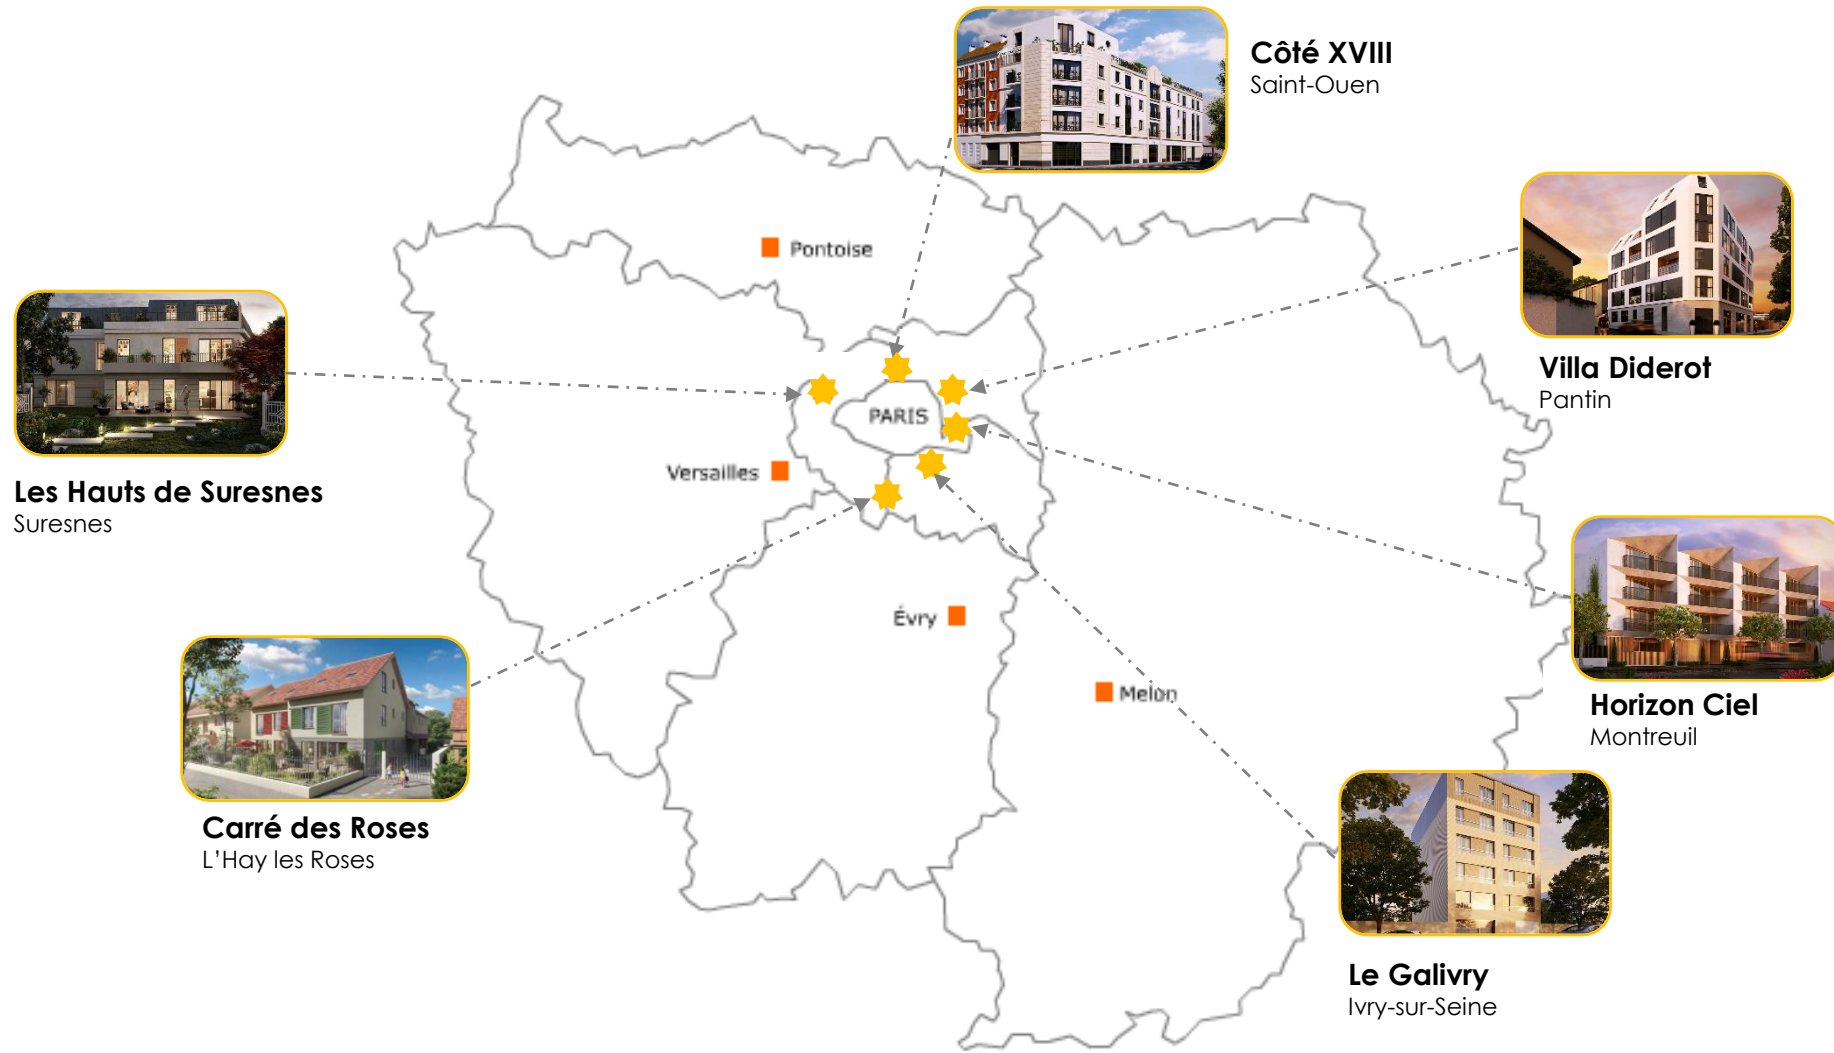 Côté XVIII
Saint-Ouen
Pontoise
Villa Diderot
Pantin
PARIS
Versailles
Les Hauts de Suresnes
Suresnes
Évry
Melun
Horizon Ciel
Montreuil
Carré des Roses
L'Hay les Roses
Le Galivry
Ivry-sur-Seine